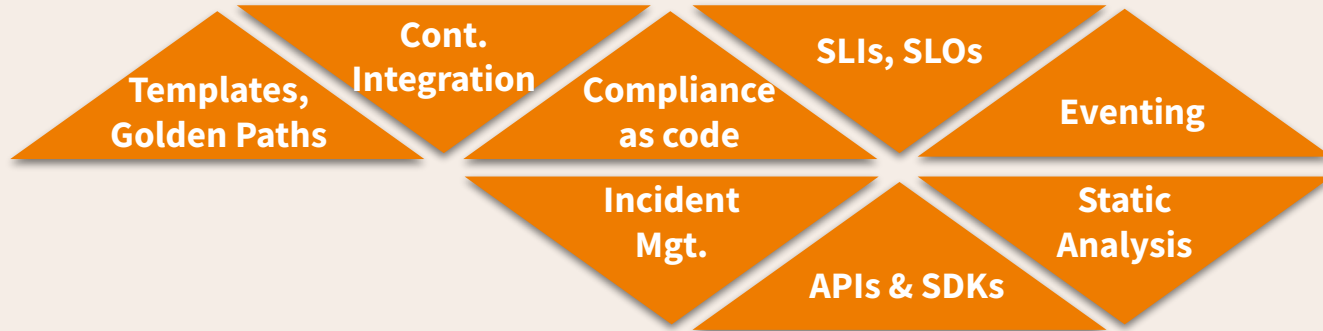 Templates,
Golden Paths
Cont.
Integration
Compliance
as code
SLIs, SLOs
Eventing
Incident
Mgt.
APIs & SDKs
Static
Analysis